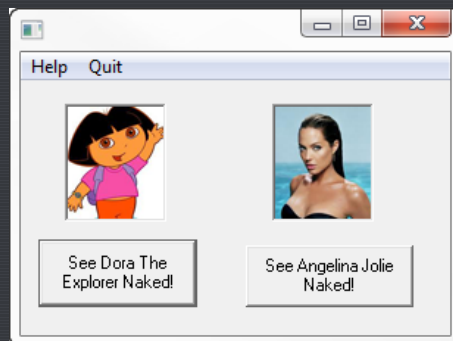 Help Quit
See Dora The
Explorer Naked!
See Angelina Jolie
Naked!